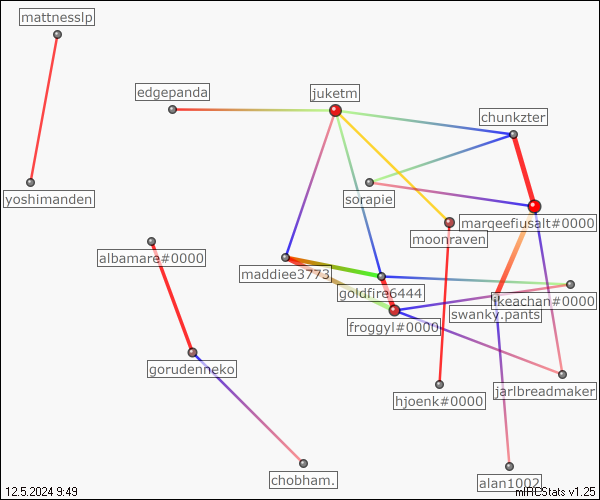 mattnesslp
edgepanda
juketm
chunkzter
yoshimanden
sorapie
marqeefiusalt#0000
moonraven
albamare#0000
maddiee3773
goldfire6444
ikeachan#0000
swanky.pants
froggyl#0000
gorudenneko
jarlbreadmaker
hjoenk#0000
chobham.
alan1002
12.5.2024 9:49
mIRCStats v1.25